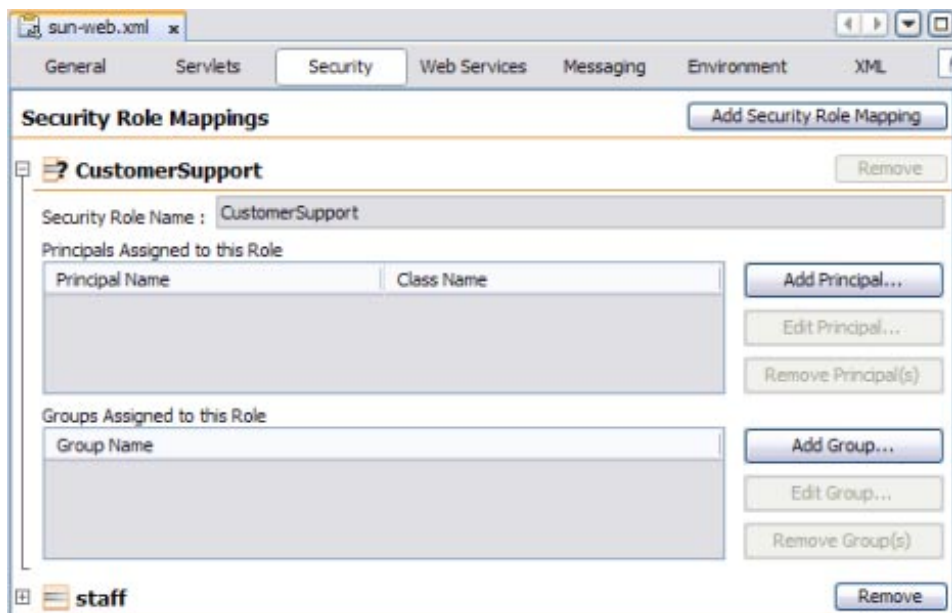 sun-web.xml x
General Servlets Security Web Services Messaging Environment XML
Security Role Mappings Add Security Role Mapping
? CustomerSupport Remove
Security Role Name : CustomerSupport
Principals Assigned to this Role
Principal Name Class Name
Add Principal...
Edit Principal...
Remove Principal(s)
Groups Assigned to this Role
Group Name
Add Group...
Edit Group...
Remove Group(s)
staff Remove